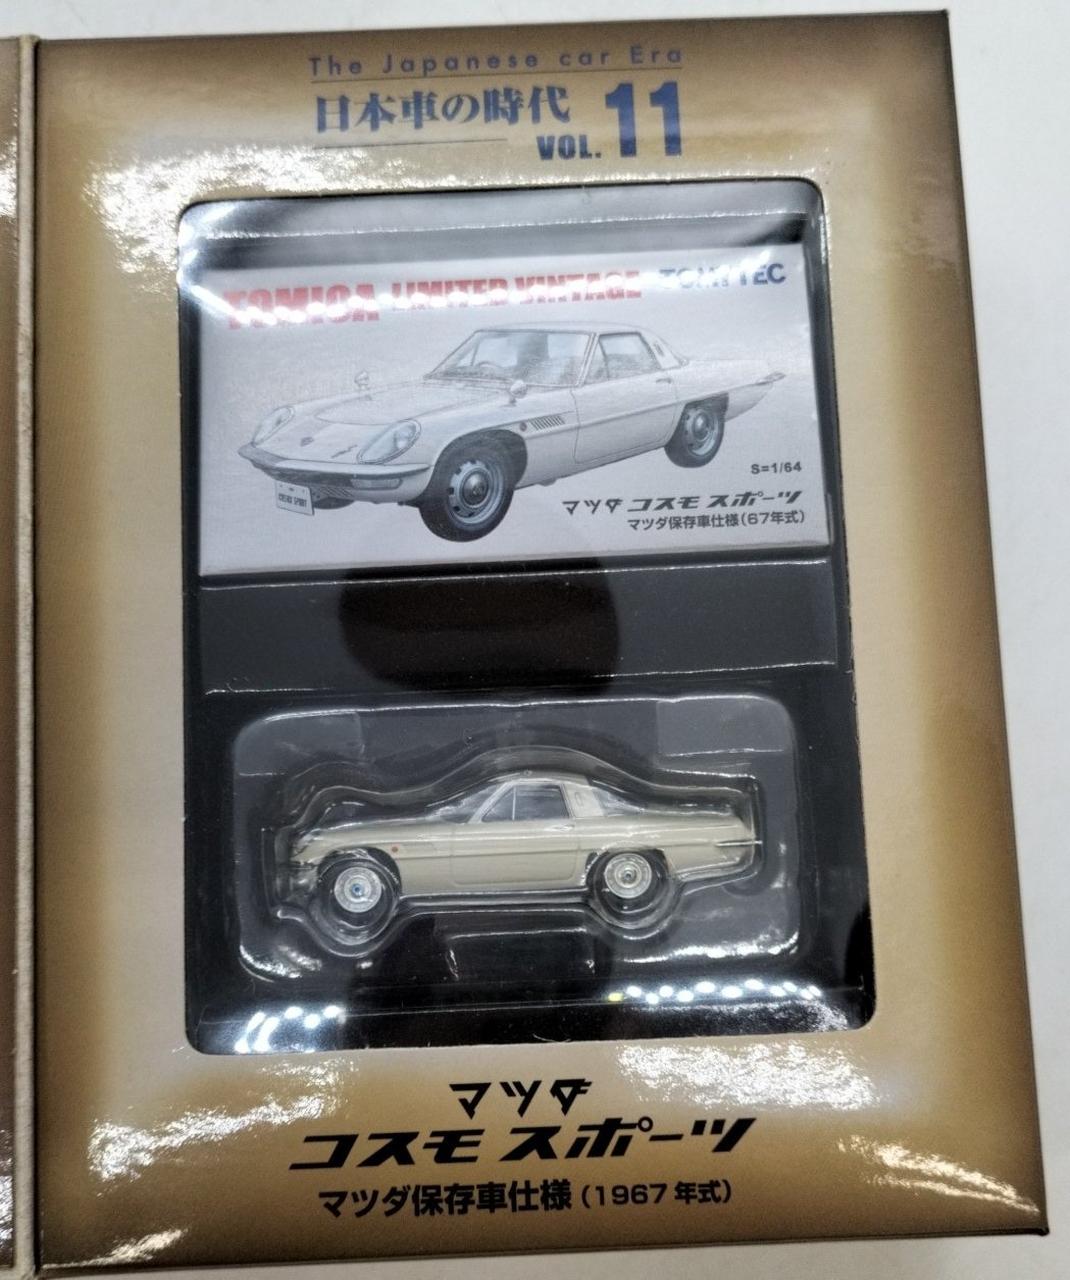 The Japanese car Era
日本車の時代
VOL. 11
TOMICA LIMITED VINTAGE TOMYTEC
COSMO SPORT
S=1/64
マツダ コスモ スポーツ
マツダ保存車仕様(67年式)
マツダ
コスモ スポーツ
マツダ保存車仕様(1967年式)